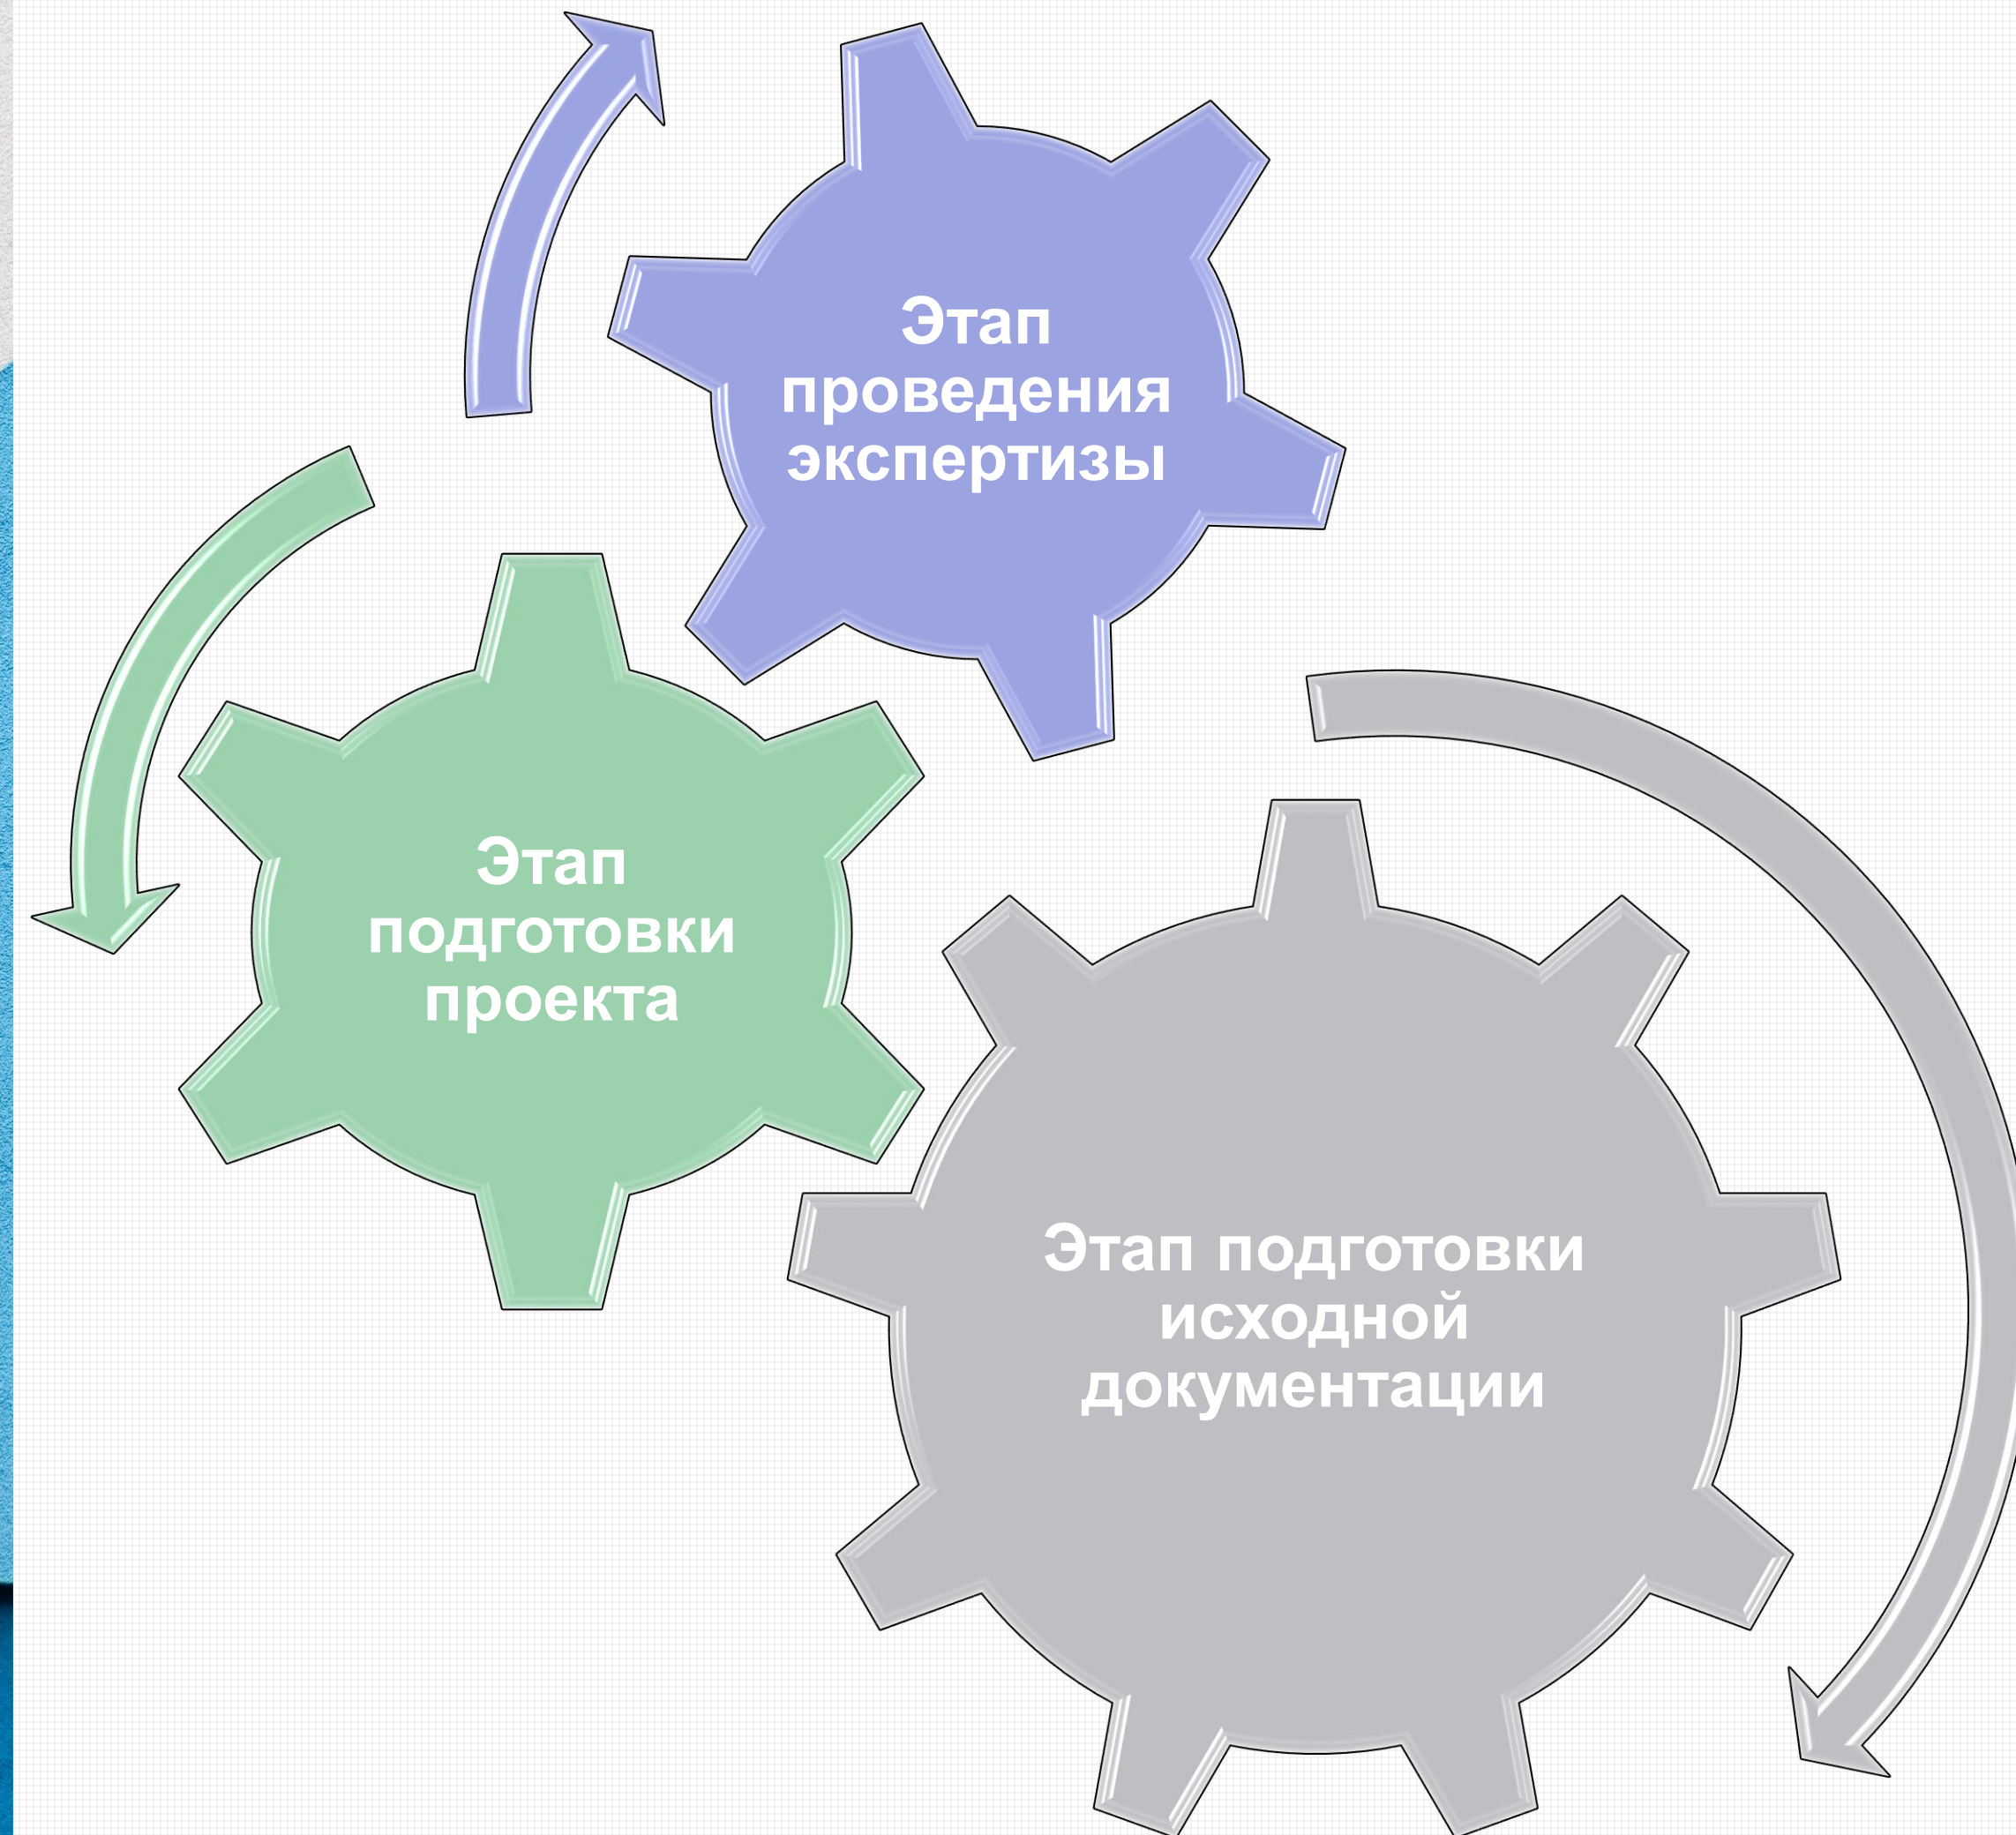 Этап
проведения
экспертизы
Этап
подготовки
проекта
Этап подготовки
исходной
документации